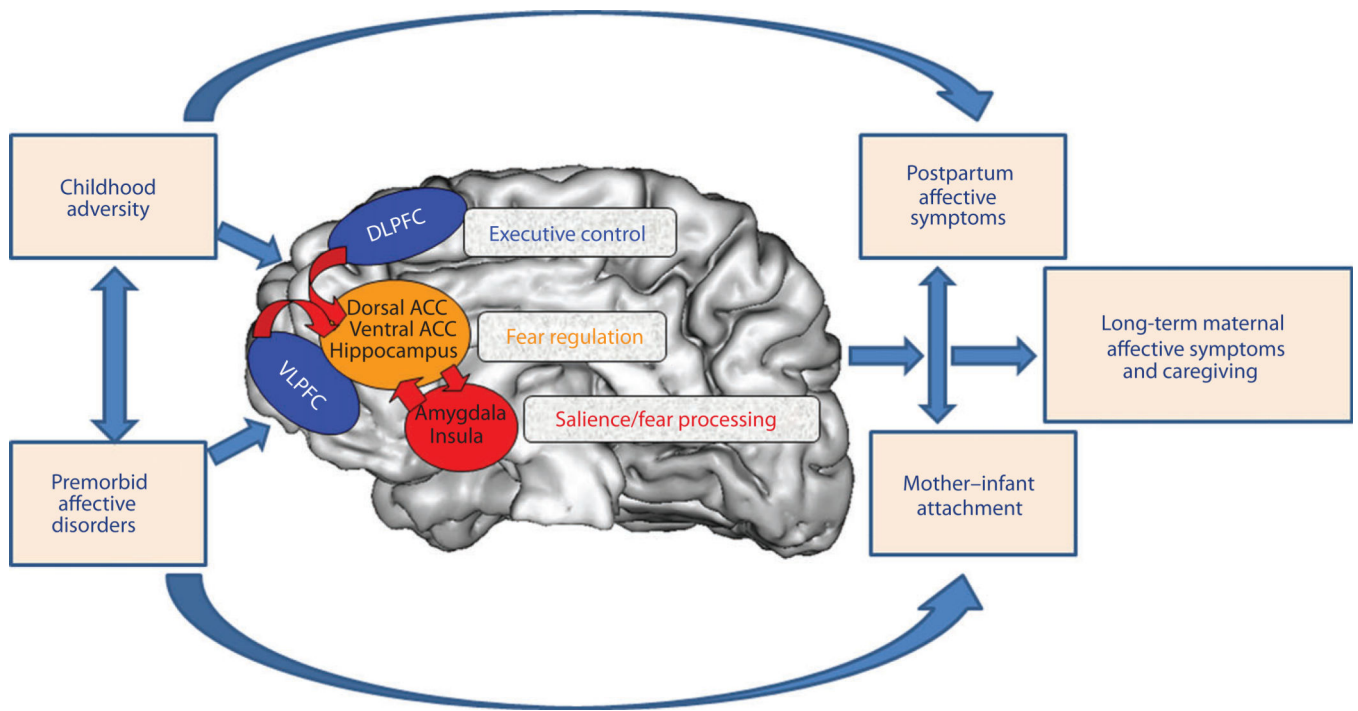 Childhood
adversity
Premorbid
affective
disorders
DLPFC
Executive control
Dorsal ACC
Ventral ACC
Hippocampus
Fear regulation
VLPFC
Amygdala
Insula
Salience/fear processing
Postpartum
affective
symptoms
Mother–infant
attachment
Long-term maternal
affective symptoms
and caregiving